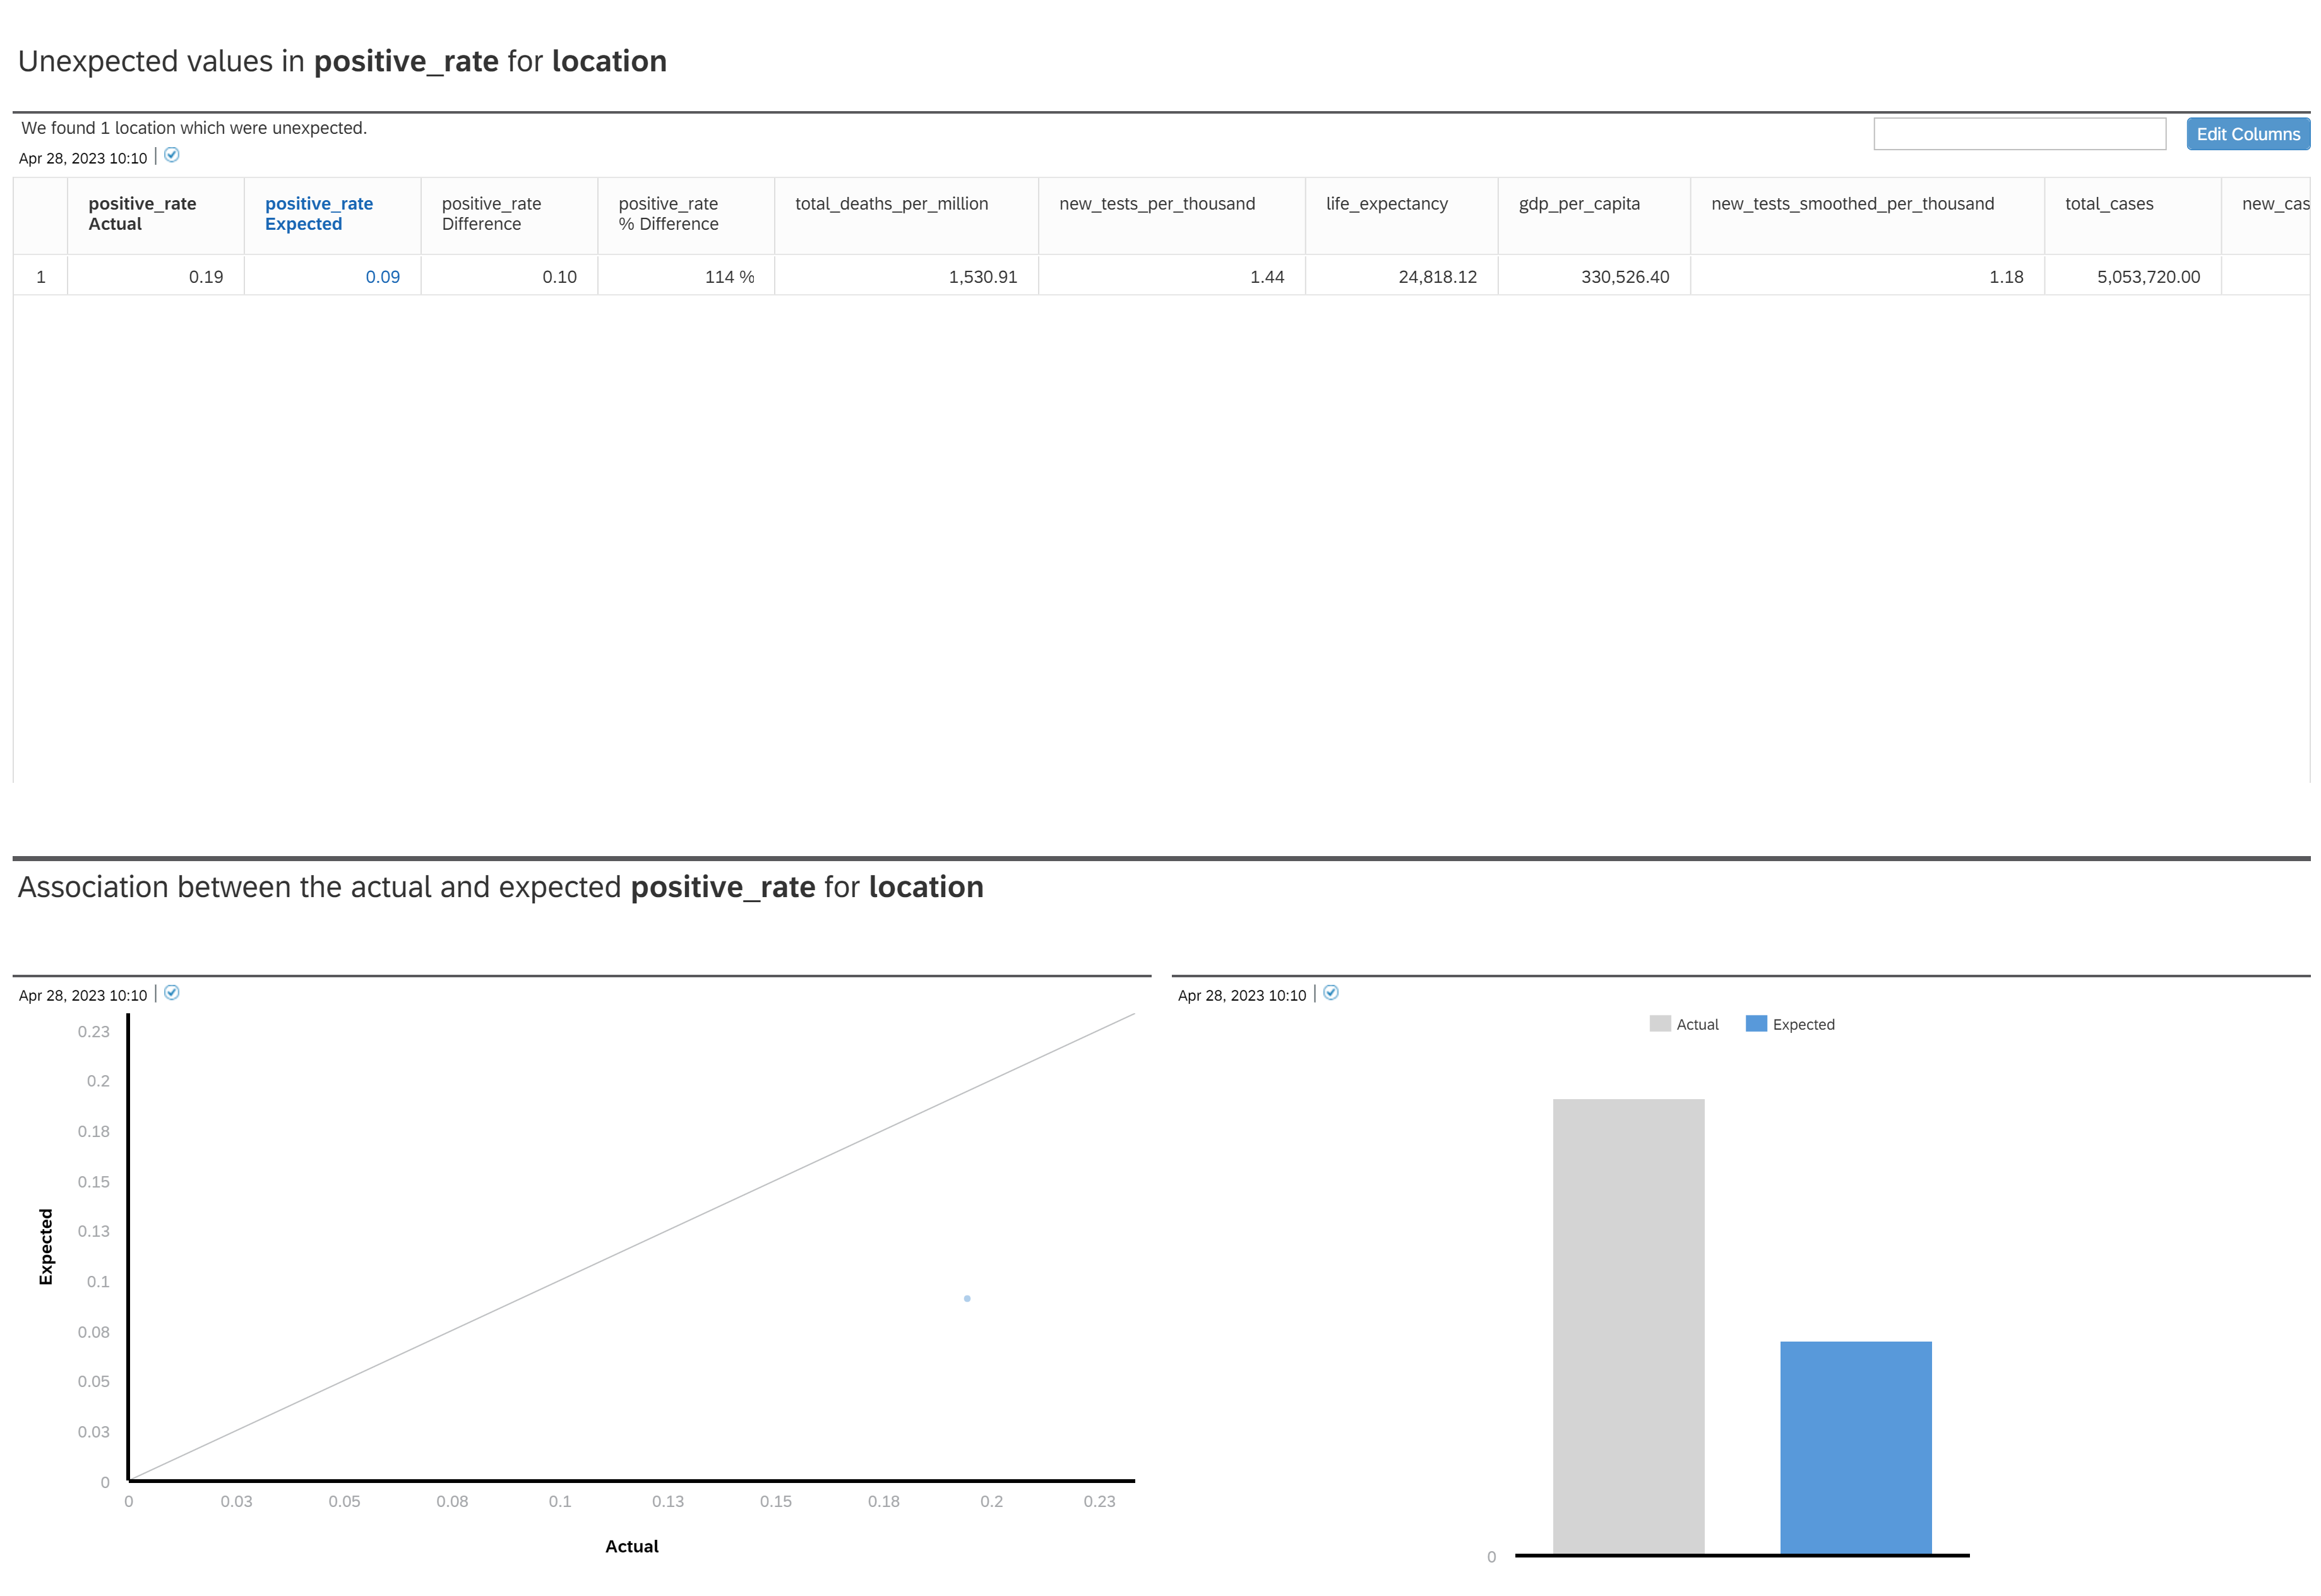 Unexpected values in positive_rate for location
We found 1 location which were unexpected.
Edit Columns
Apr 28, 2023 10:10
positive_rate Actual positive_rate Expected positive_rate Difference positive_rate % Difference total_deaths_per_million new_tests_per_thousand life_expectancy gdp_per_capita new_tests_smoothed_per_thousand total_cases new_cas
1 0.19 0.09 0.10 114 % 1,530.91 1.44 24,818.12 330,526.40 1.18 5,053,720.00
Association between the actual and expected positive_rate for location
Apr 28, 2023 10:10
0.23
0.2
0.18
0.15
0.13
0.1
0.08
0.05
0.03
0
Expected
0 0.03 0.05 0.08 0.1 0.13 0.15 0.18 0.2 0.23
Actual
Apr 28, 2023 10:10
Actual Expected
0